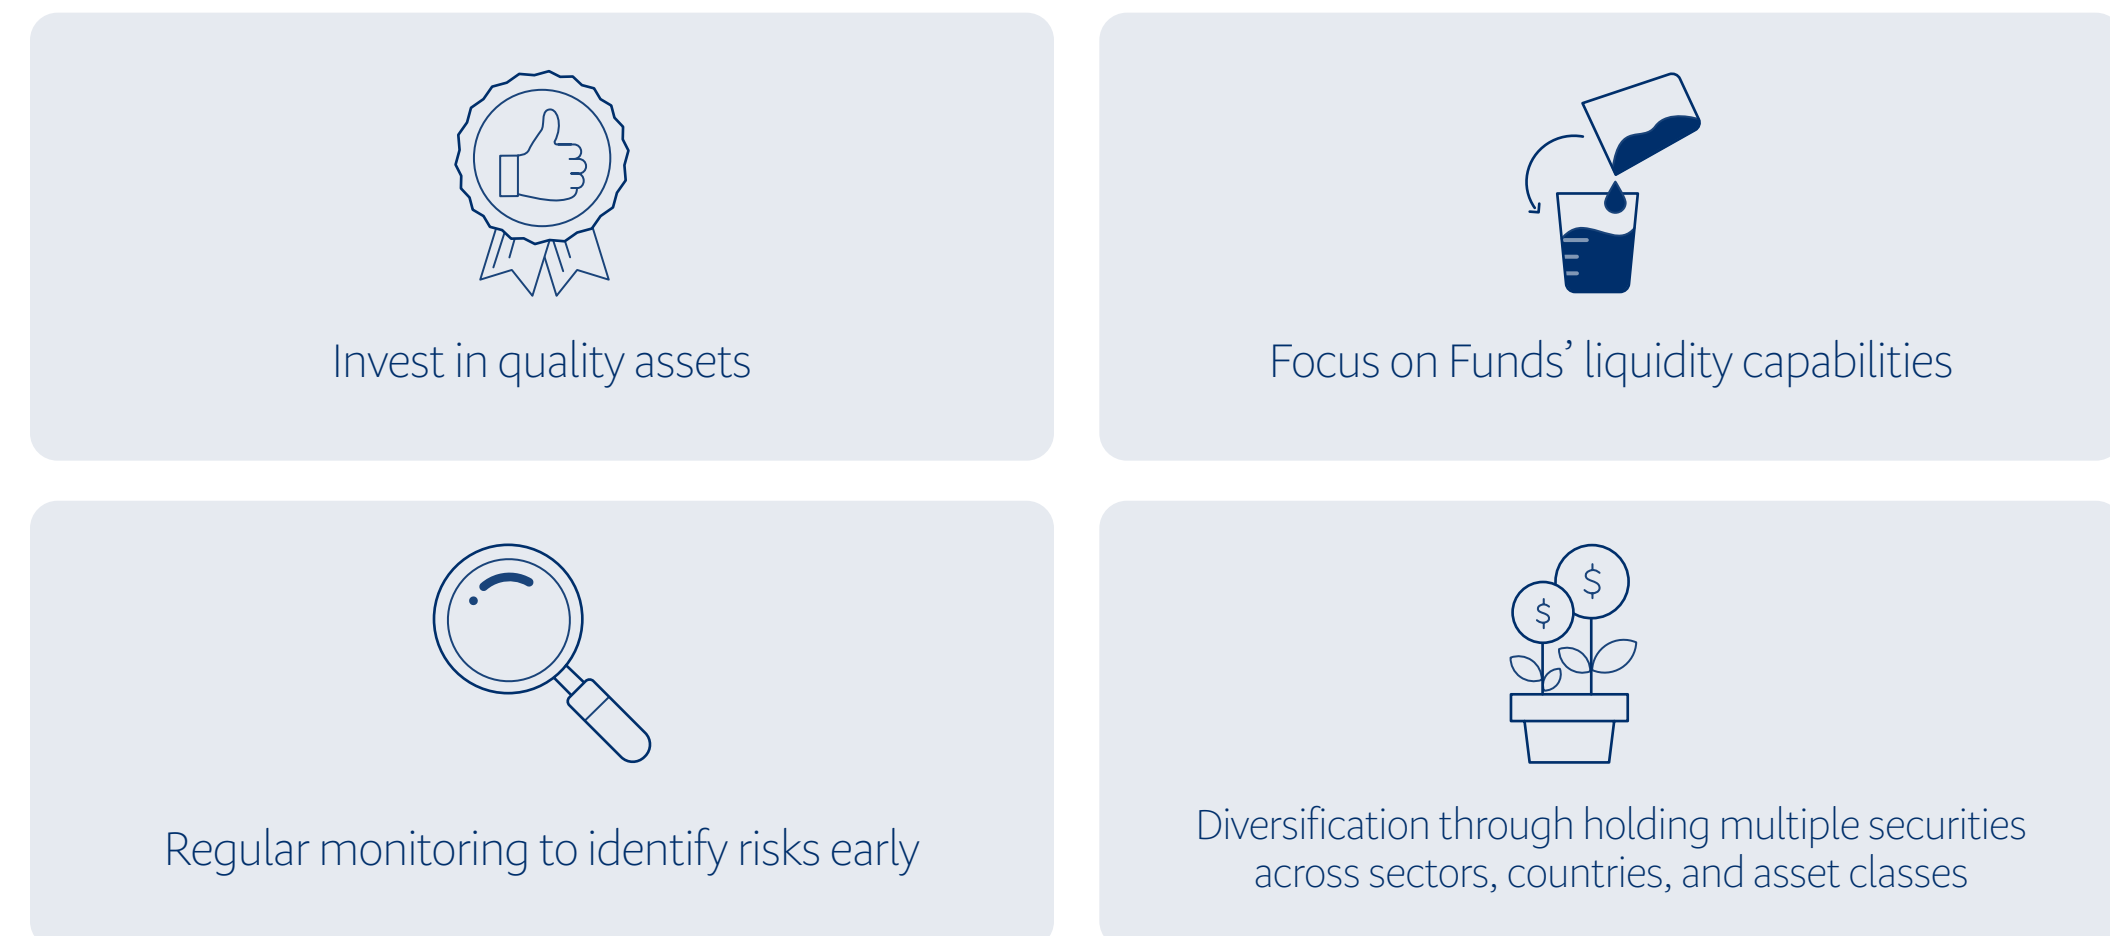 Invest in quality assets
Focus on Funds’ liquidity capabilities
$
$
Regular monitoring to identify risks early
Diversification through holding multiple securities
across sectors, countries, and asset classes